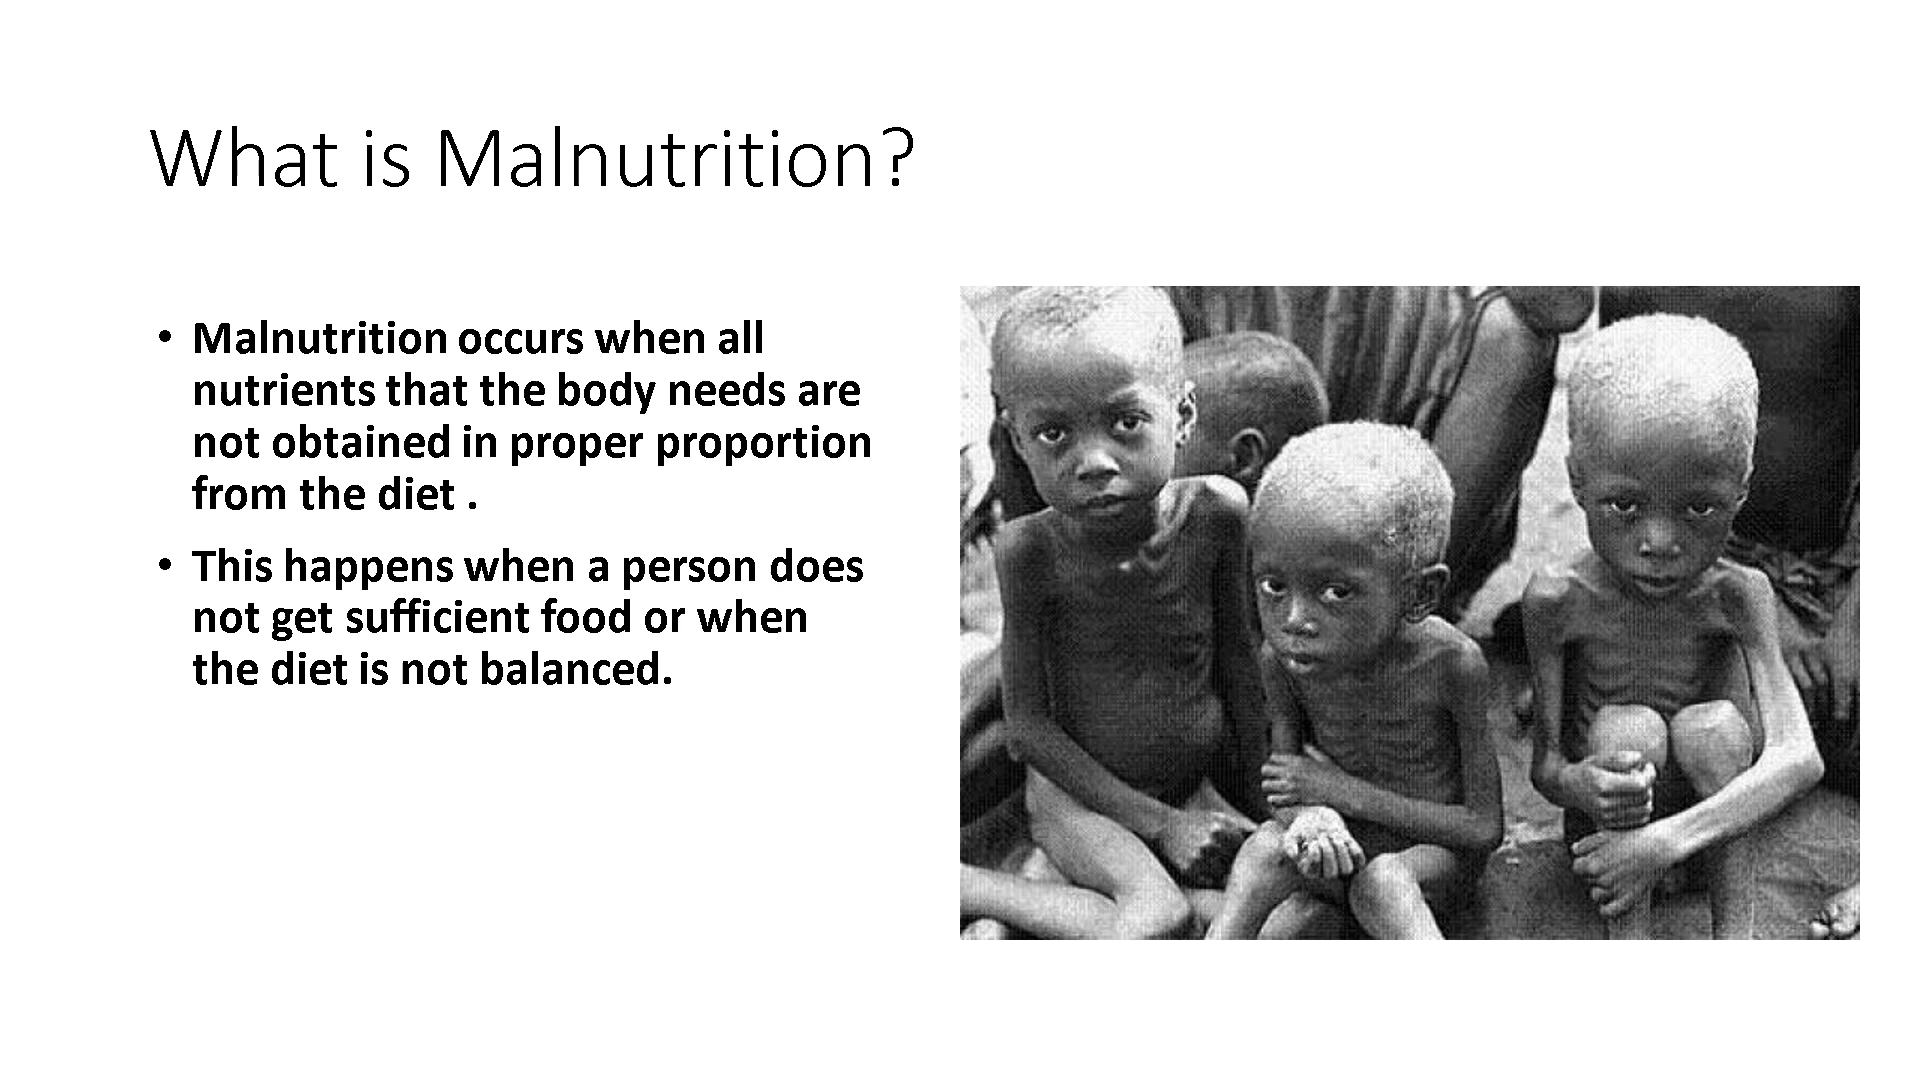 What is Malnutrition?
• Malnutrition occurs when all
nutrients that the body needs are
not obtained in proper proportion
from the diet .
• This happens when a person does
not get sufficient food or when
the diet is not balanced.